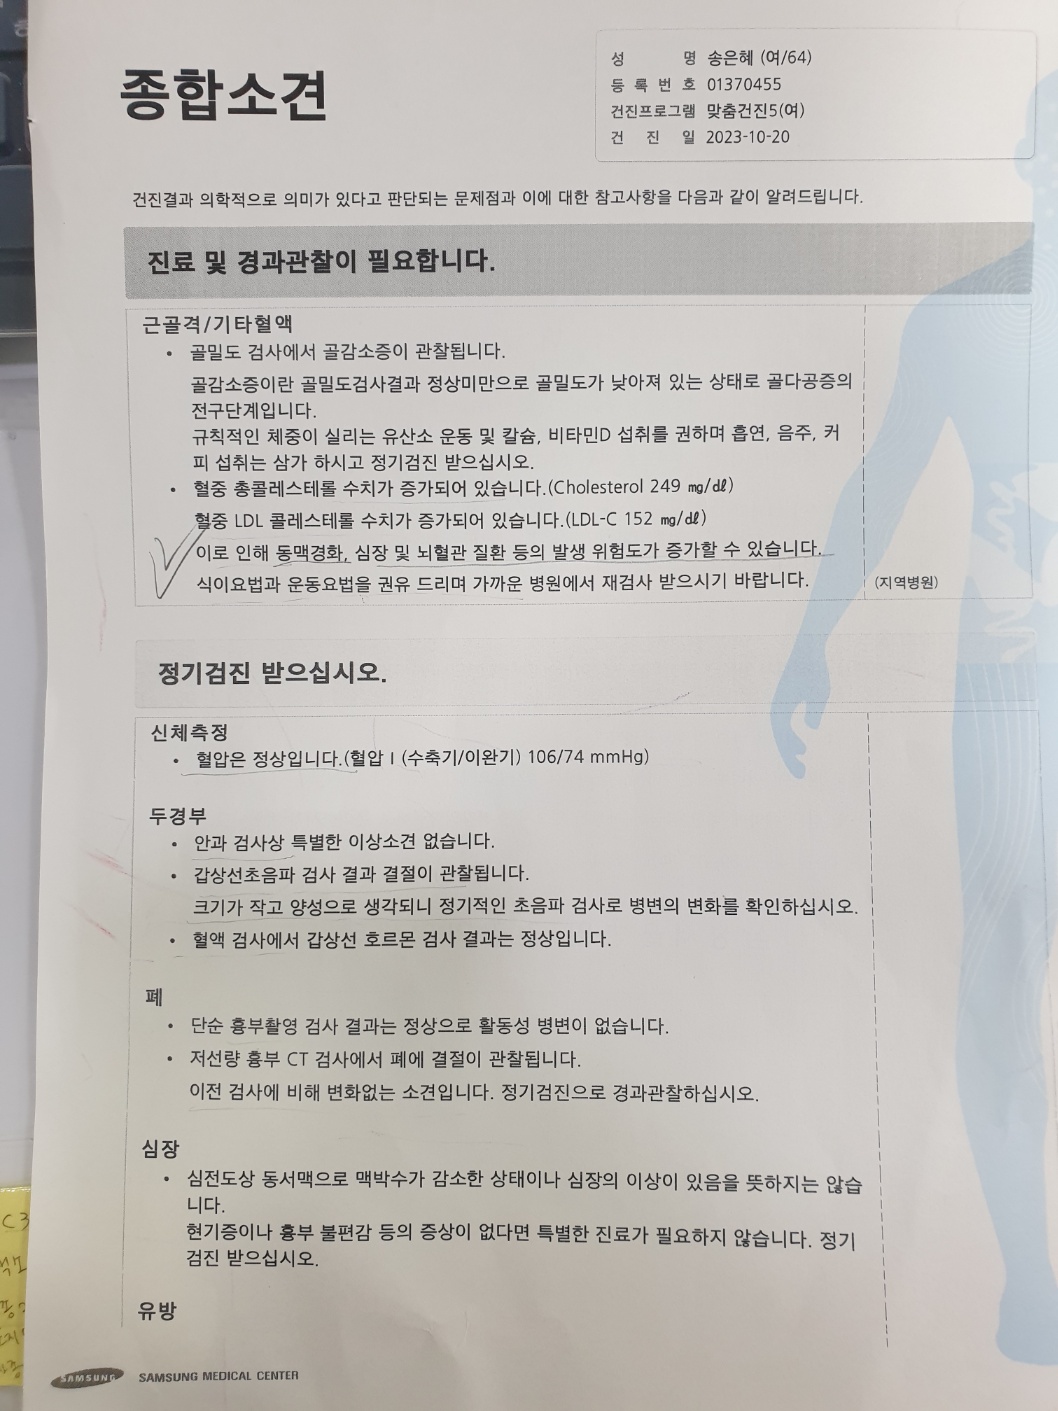 종합소견
성 명 송은혜 (여/64)
등록번호 01370455
건진프로그램 맞춤건진5(여)
건 진 일 2023-10-20
건진결과 의학적으로 의미가 있다고 판단되는 문제점과 이에 대한 참고사항을 다음과 같이 알려드립니다.
진료 및 경과관찰이 필요합니다.
근골격/기타혈액
• 골밀도 검사에서 골감소증이 관찰됩니다.
골감소증이란 골밀도검사결과 정상미만으로 골밀도가 낮아져 있는 상태로 골다공증의
전구단계입니다.
규칙적인 체중이 실리는 유산소 운동 및 칼슘, 비타민D 섭취를 권하며 흡연, 음주, 커
피 섭취는 삼가 하시고 정기검진 받으십시오.
• 혈중 총콜레스테롤 수치가 증가되어 있습니다.(Cholesterol 249 ㎎/㎗)
혈중 LDL 콜레스테롤 수치가 증가되어 있습니다.(LDL-C 152 ㎎/㎗)
이로 인해 동맥경화, 심장 및 뇌혈관 질환 등의 발생 위험도가 증가할 수 있습니다.
식이요법과 운동요법을 권유 드리며 가까운 병원에서 재검사 받으시기 바랍니다.
(지역병원)
정기검진 받으십시오.
신체측정
• 혈압은 정상입니다.(혈압 I (수축기/이완기) 106/74 mmHg)
두경부
• 안과 검사상 특별한 이상소견 없습니다.
• 갑상선초음파 검사 결과 결절이 관찰됩니다.
크기가 작고 양성으로 생각되니 정기적인 초음파 검사로 병변의 변화를 확인하십시오.
• 혈액 검사에서 갑상선 호르몬 검사 결과는 정상입니다.
폐
• 단순 흉부촬영 검사 결과는 정상으로 활동성 병변이 없습니다.
• 저선량 흉부 CT 검사에서 폐에 결절이 관찰됩니다.
이전 검사에 비해 변화없는 소견입니다. 정기검진으로 경과관찰하십시오.
심장
• 심전도상 동서맥으로 맥박수가 감소한 상태이나 심장의 이상이 있음을 뜻하지는 않습
니다.
현기증이나 흉부 불편감 등의 증상이 없다면 특별한 진료가 필요하지 않습니다. 정기
검진 받으십시오.
유방
SAMSUNG SAMSUNG MEDICAL CENTER